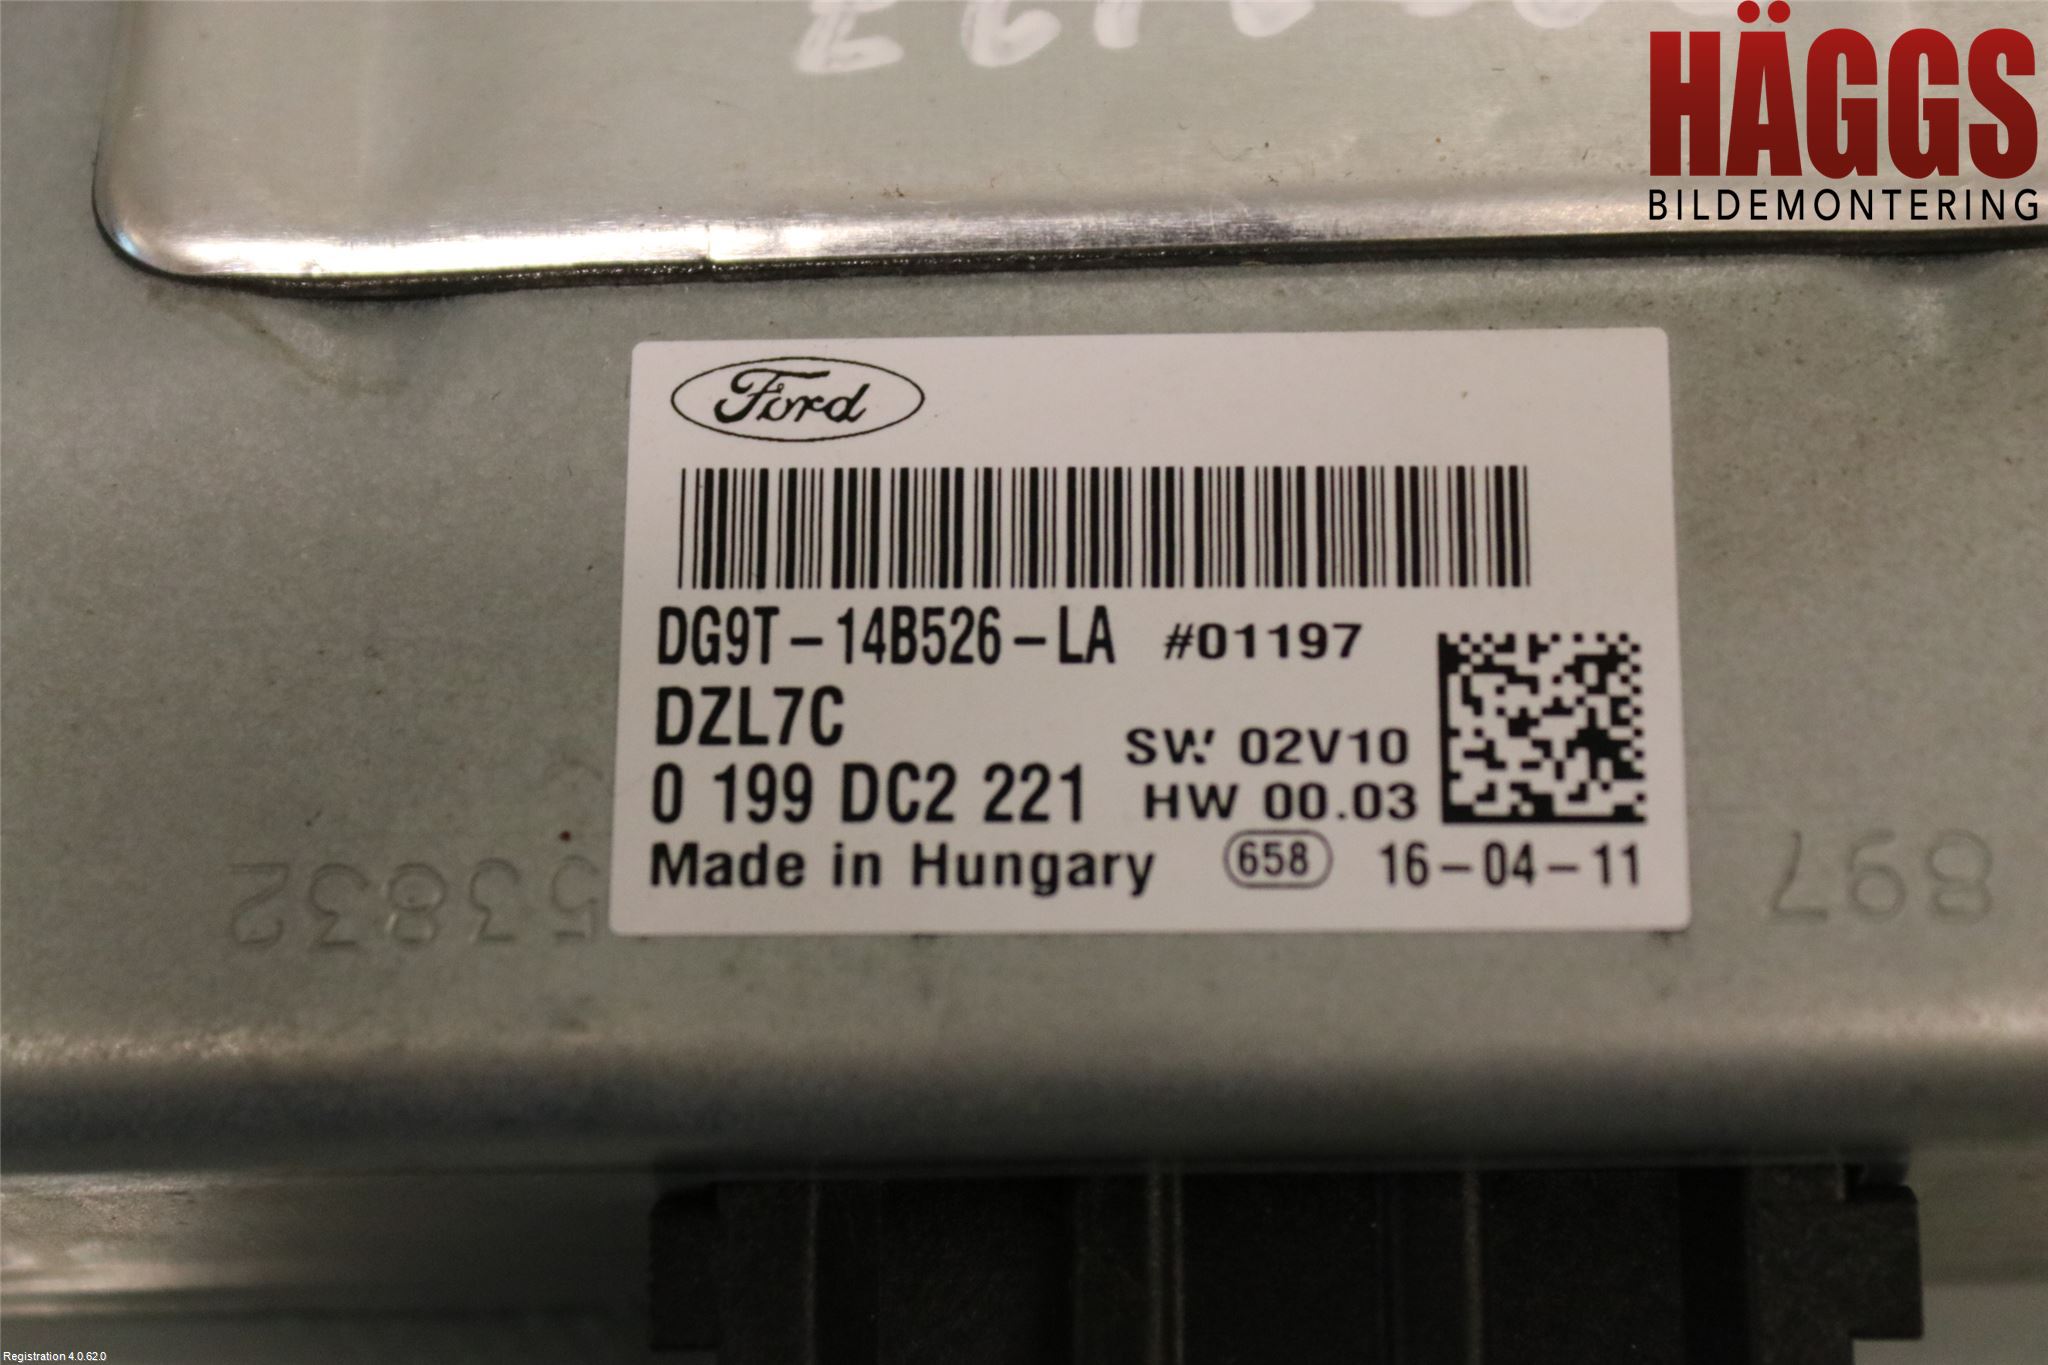 HÄGGS
BILDEMONTERING
Ford
DG9T-14B526-LA #01197
DZL7C
SW 02V10
0 199 DC2 221
HW 00.03
Made in Hungary 658 16-04-11
53832
897
Registration 4.0.62.0